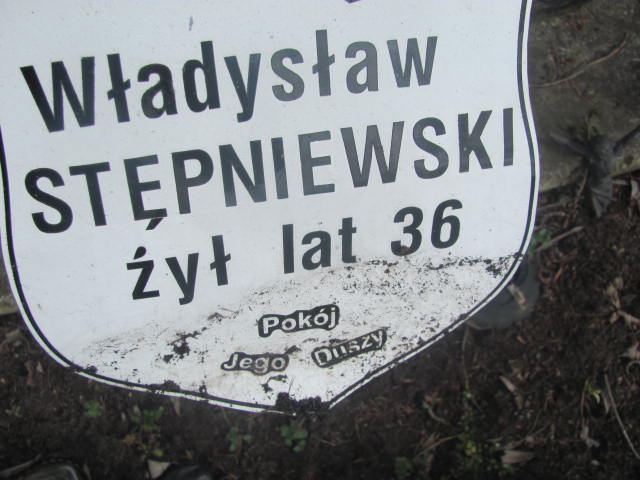 Władysław
STĘPNIEWSKI
żył lat 36
Pokój
Jego Duszy